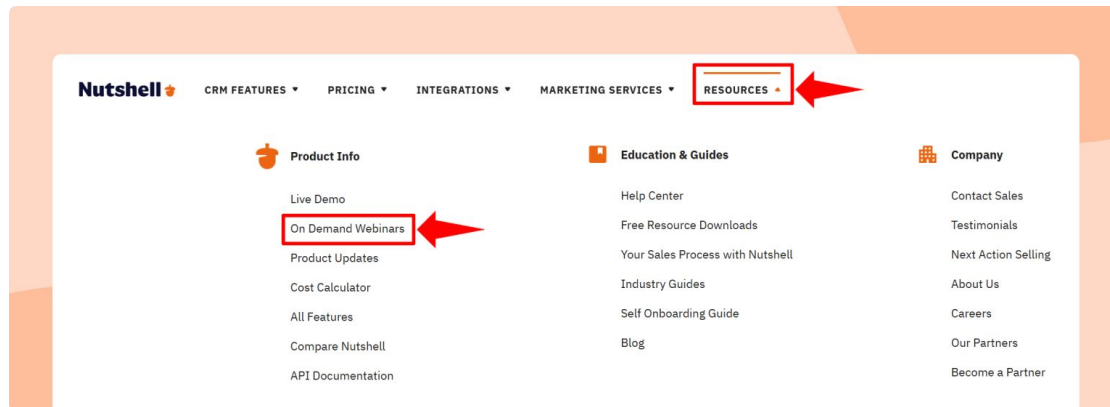 Nutshell CRM FEATURES PRICING INTEGRATIONS MARKETING SERVICES RESOURCES
Product Info
Live Demo
On Demand Webinars
Product Updates
Cost Calculator
All Features
Compare Nutshell
API Documentation
Education & Guides
Help Center
Free Resource Downloads
Your Sales Process with Nutshell
Industry Guides
Self Onboarding Guide
Blog
Company
Contact Sales
Testimonials
Next Action Selling
About Us
Careers
Our Partners
Become a Partner